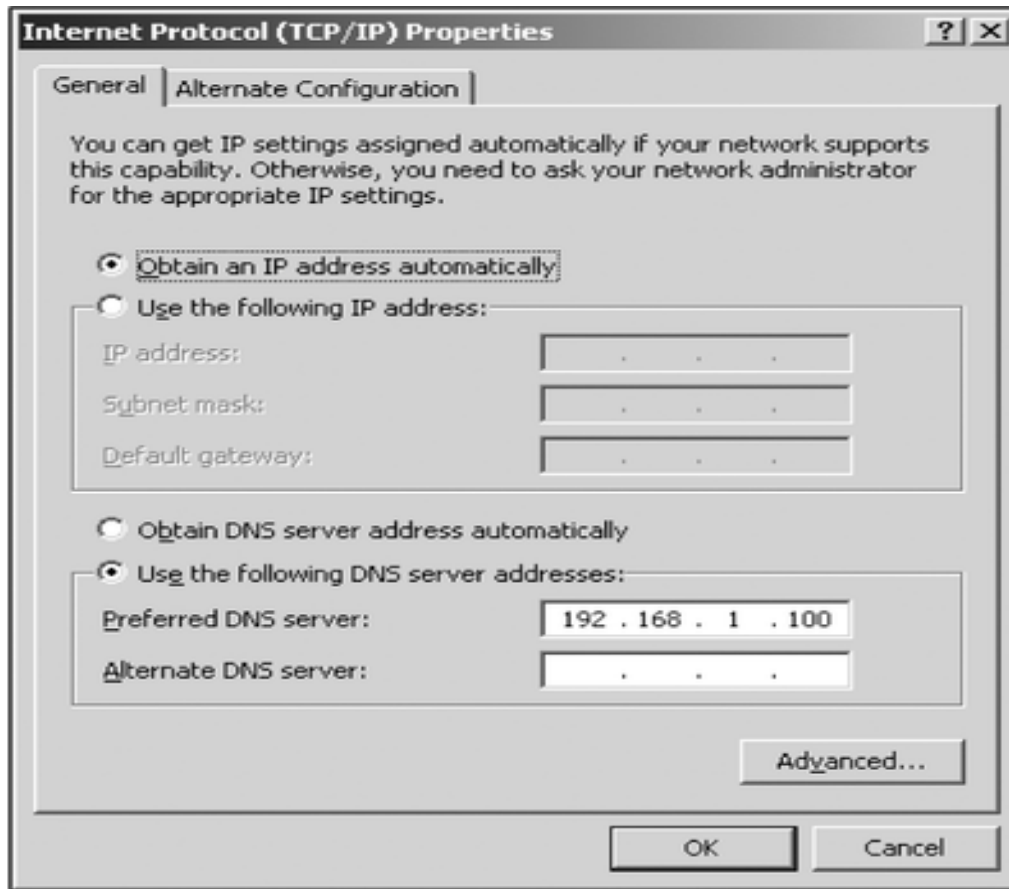 Internet Protocol (TCP/IP) Properties
General
Alternate Configuration
You can get IP settings assigned automatically if your network supports
this capability. Otherwise, you need to ask your network administrator
for the appropriate IP settings.
Obtain an IP address automatically
Use the following IP address:
IP address:
Subnet mask:
Default gateway:
Obtain DNS server address automatically
Use the following DNS server addresses:
Preferred DNS server: 192 . 168 . 1 . 100
Alternate DNS server:
Advanced...
OK Cancel